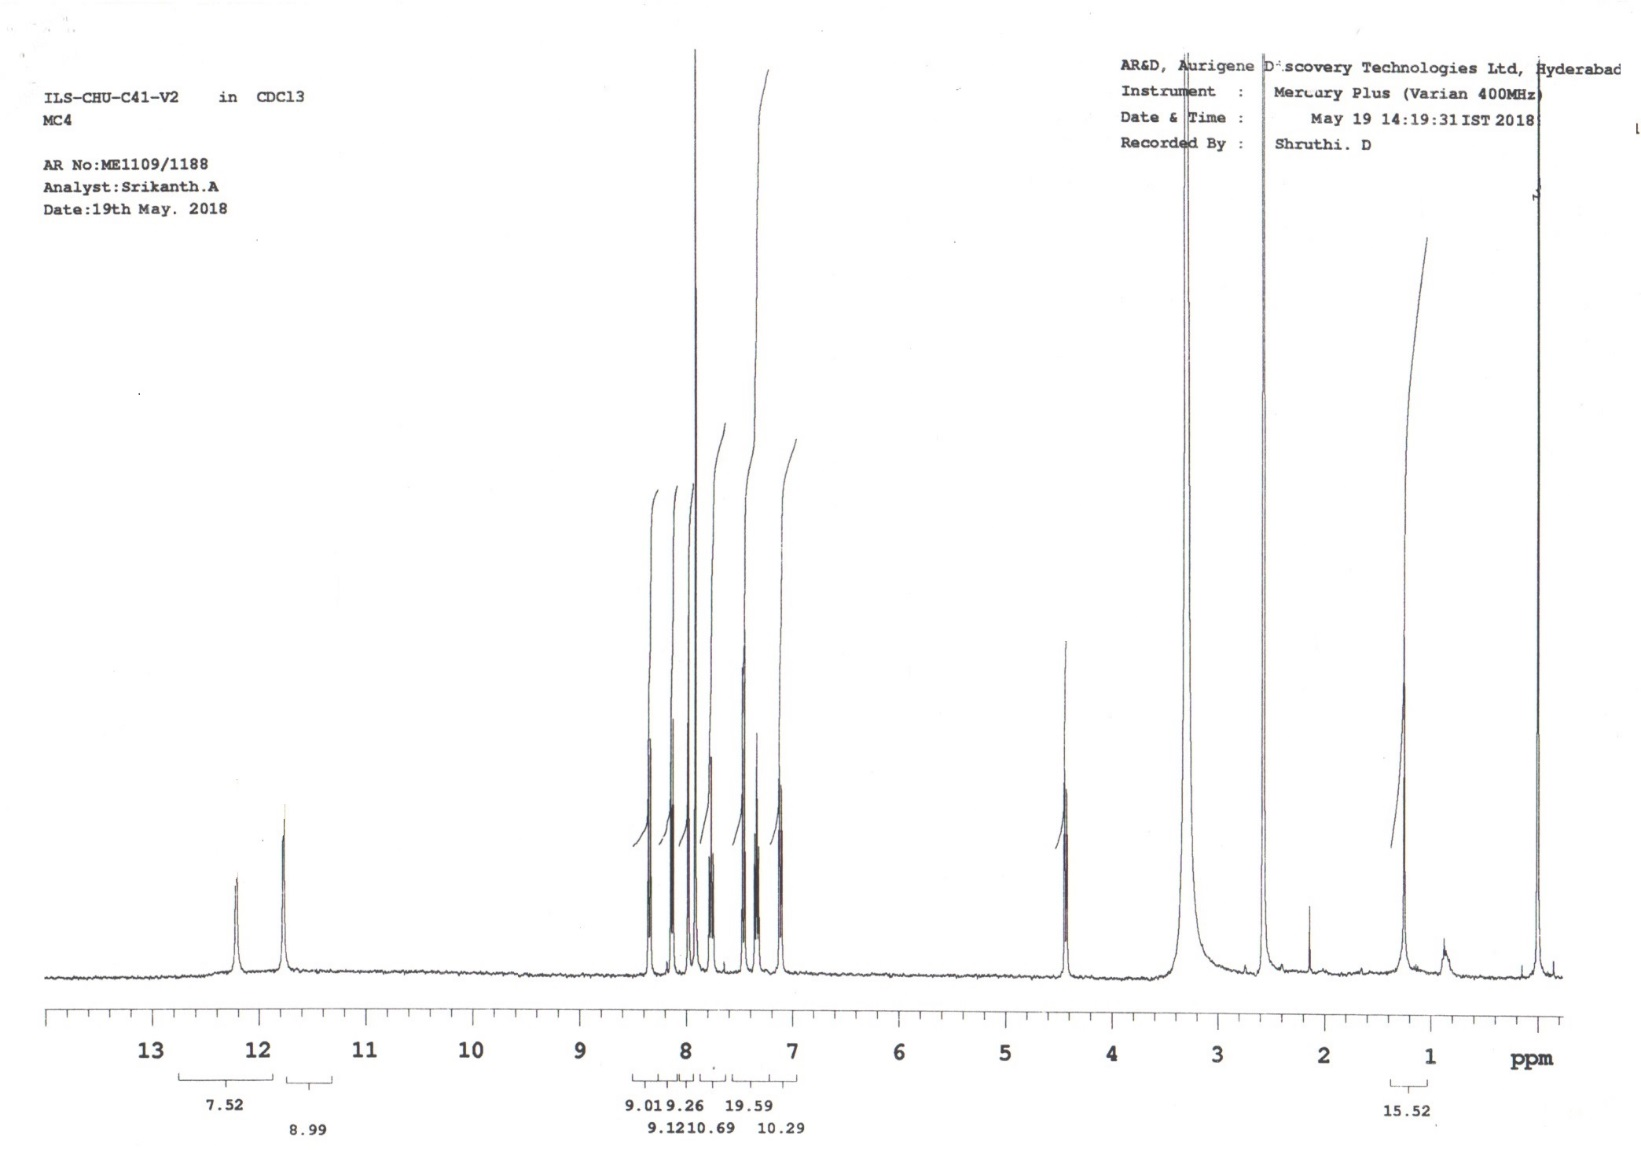 ILS-CHU-C41-V2 in CDCl3
MC4
AR No:ME1109/1188
Analyst:Srikanth.A
Date:19th May. 2018
AR&D, Aurigene Discovery Technologies Ltd, Hyderabad
Instrument : Mercury Plus (Varian 400MHz)
Date & Time : May 19 14:19:31 IST 2018
Recorded By : Shruthi. D
13 12 11 10 9 8 7 6 5 4 3 2 1 ppm
7.52 9.01 9.26 19.59 15.52
8.99 9.12 10.69 10.29